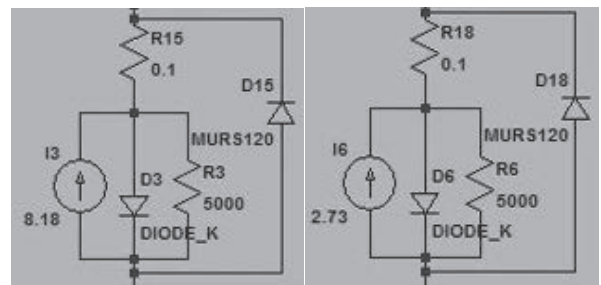 R15
0.1
D15
MURS120
I3
D3
R3
5000
8.18
DIODE_K
R18
0.1
D18
MURS120
I6
D6
R6
5000
2.73
DIODE_K